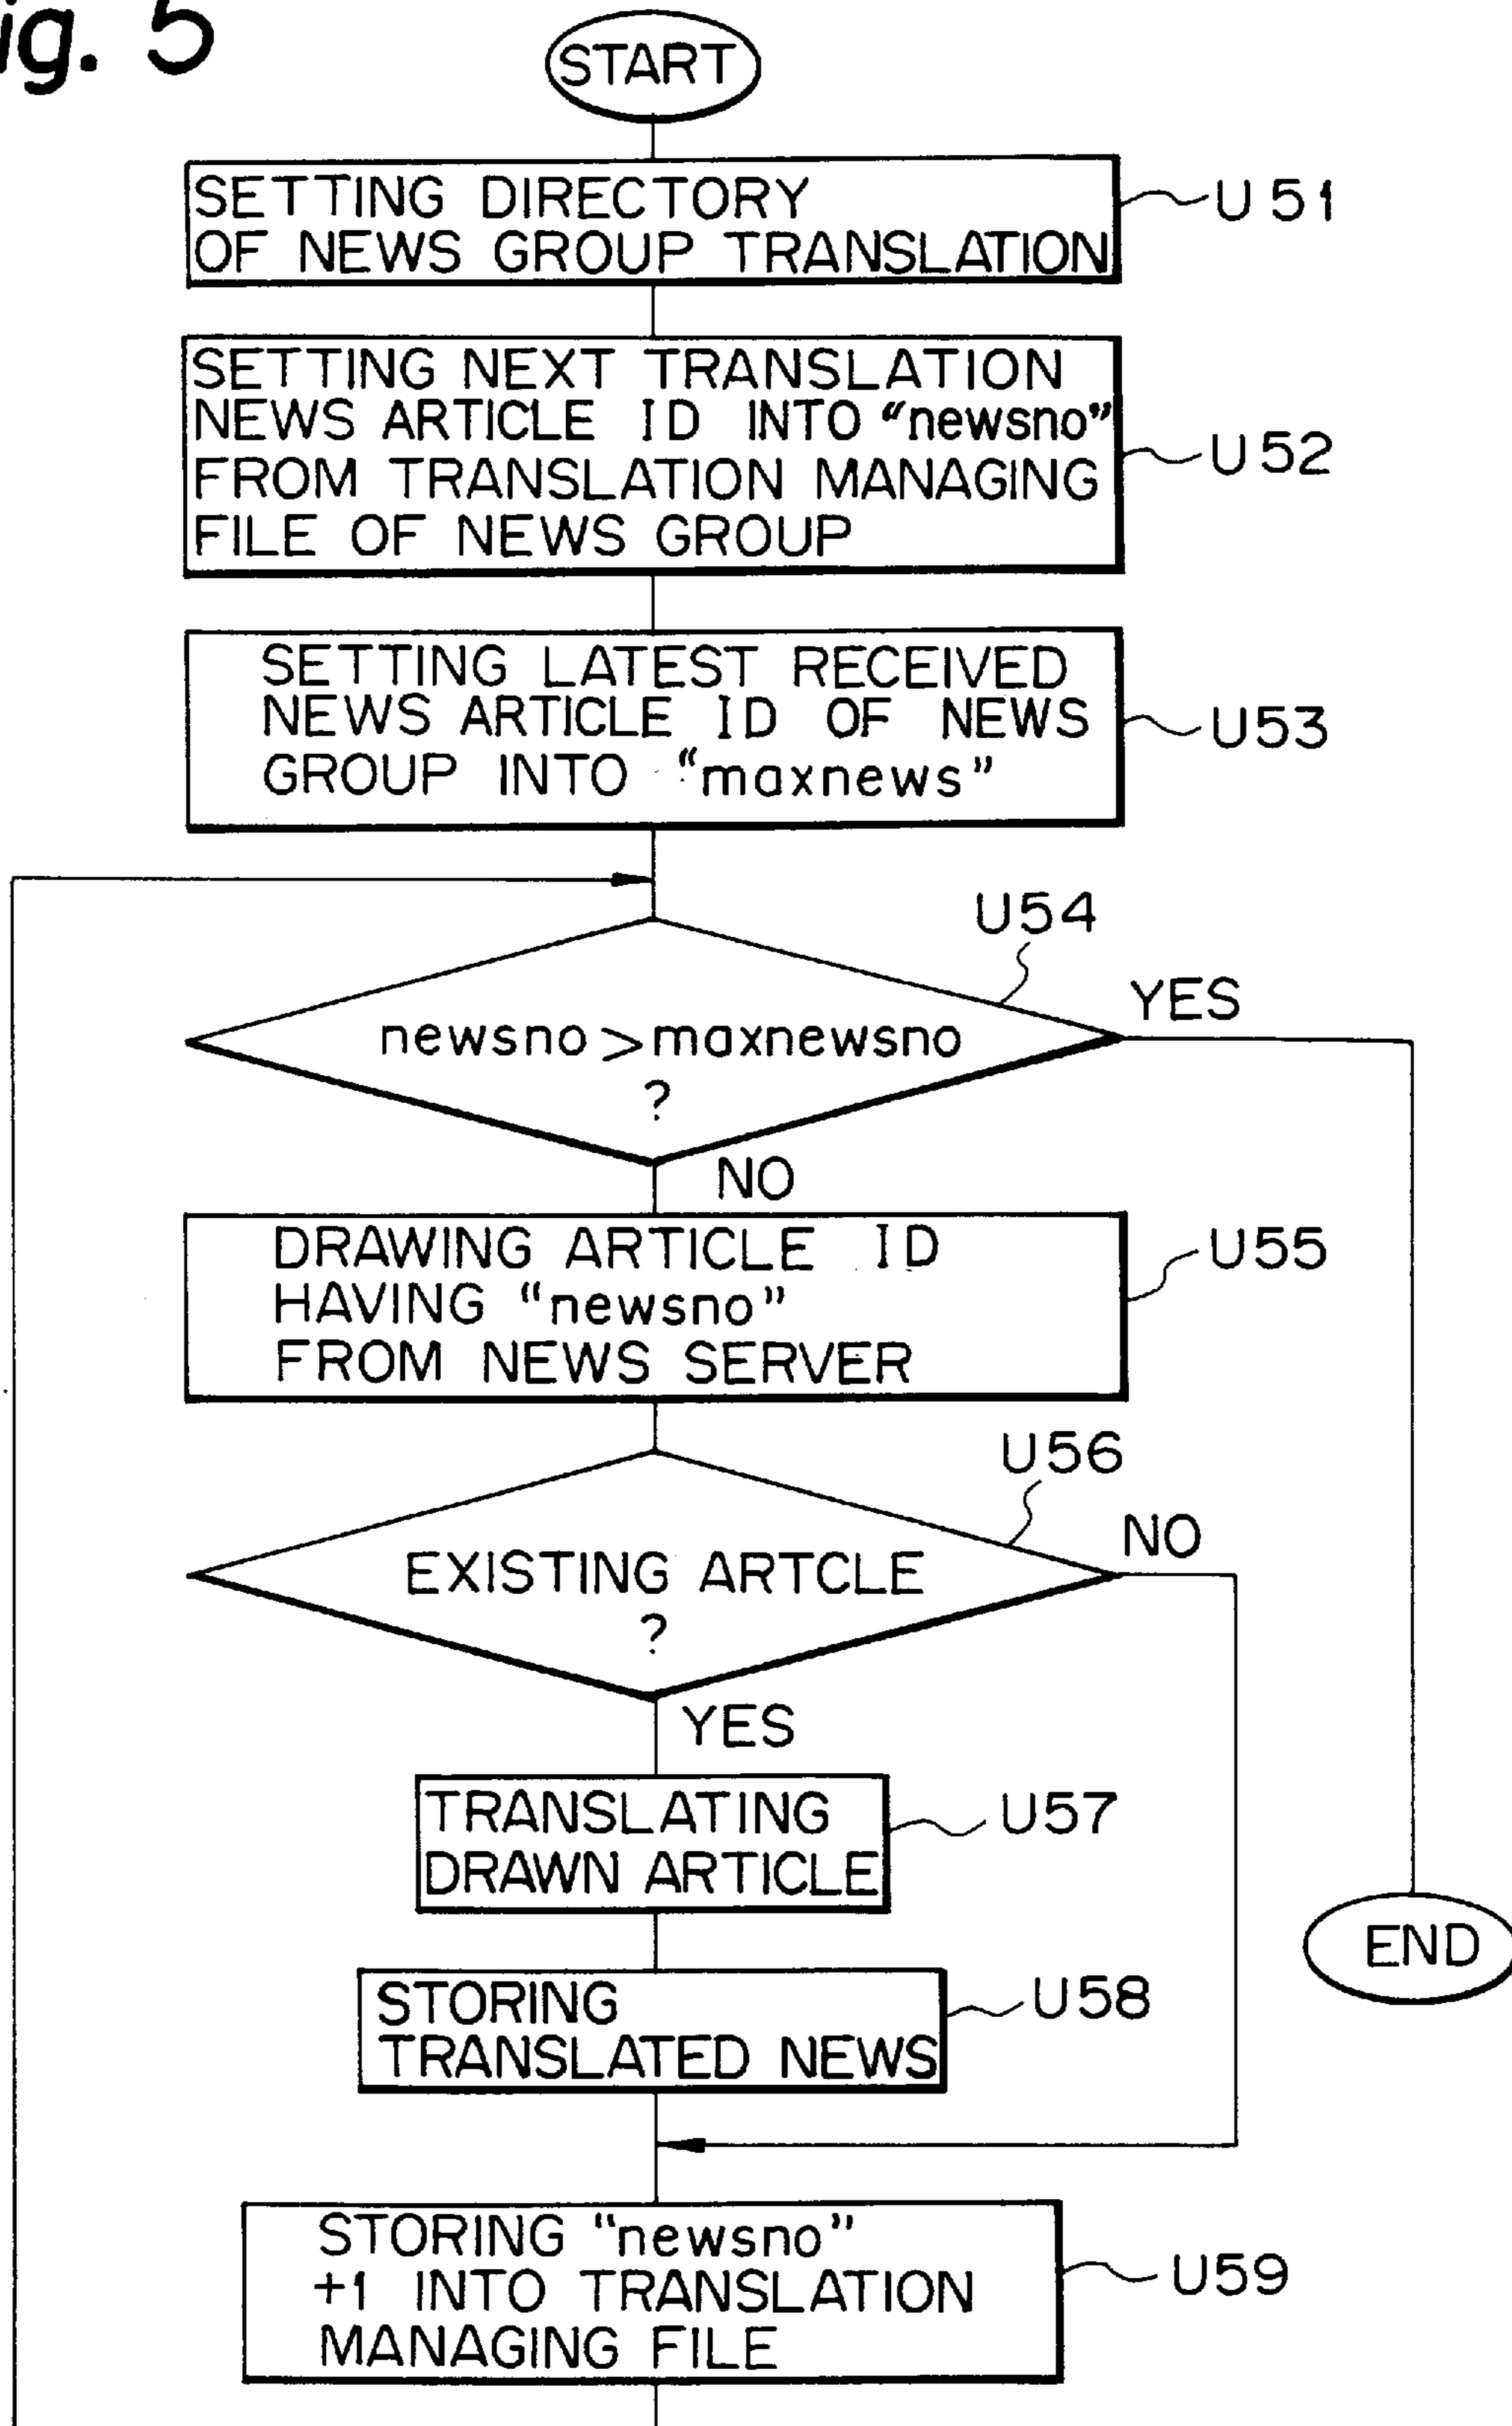 ig. 5
START
SETTING DIRECTORY
OF NEWS GROUP TRANSLATION
U51
SETTING NEXT TRANSLATION
NEWS ARTICLE ID INTO "newsno"
FROM TRANSLATION MANAGING
FILE OF NEWS GROUP
U52
SETTING LATEST RECEIVED
NEWS ARTICLE ID OF NEWS
GROUP INTO "maxnews"
U53
U54
YES
newsno > maxnewsno
?
NO
DRAWING ARTICLE ID
HAVING "newsno"
FROM NEWS SERVER
U55
U56
NO
EXISTING ARTCLE
?
YES
TRANSLATING
DRAWN ARTICLE
U57
END
STORING
TRANSLATED NEWS
U58
STORING "newsno"
+1 INTO TRANSLATION
MANAGING FILE
U59